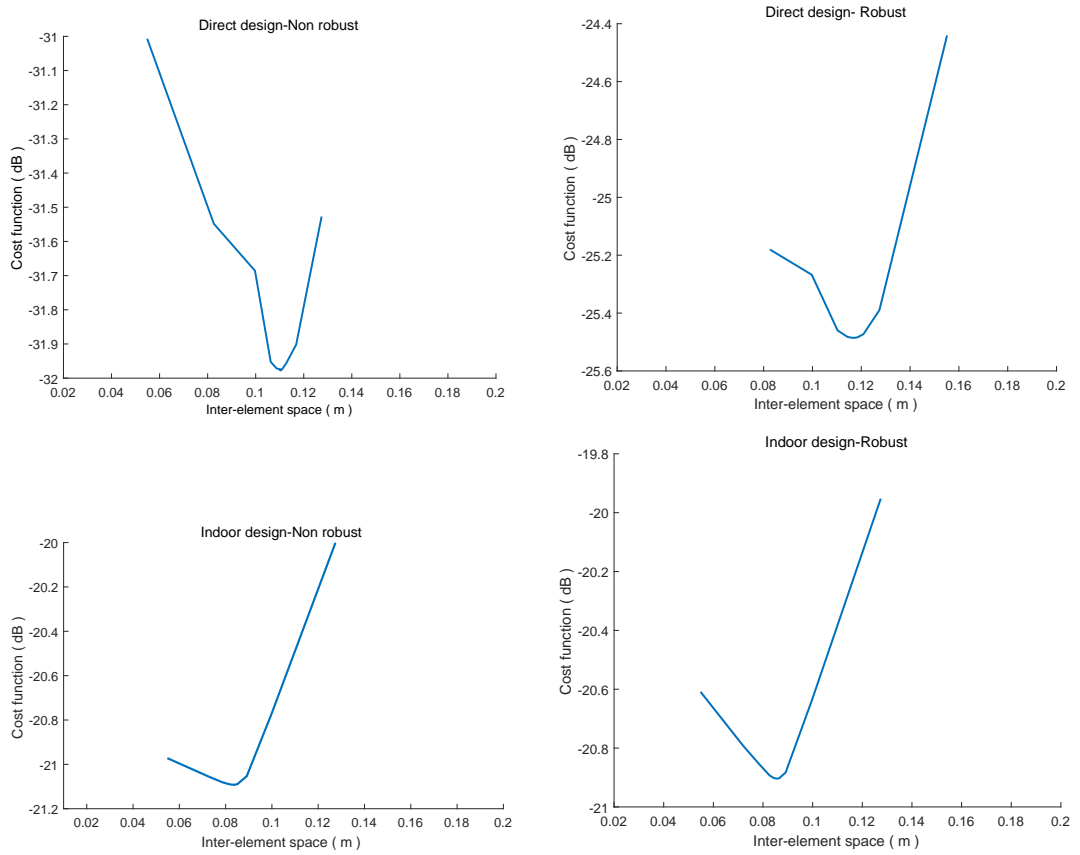 Direct design-Non robust
-31
-31.1
-31.2
-31.3
-31.4
-31.5
-31.6
-31.7
-31.8
-31.9
-32
Cost function ( dB )
0.02 0.04 0.06 0.08 0.1 0.12 0.14 0.16 0.18 0.2
Inter-element space ( m )
Direct design- Robust
-24.4
-24.6
-24.8
-25
-25.2
-25.4
-25.6
Cost function ( dB )
0.02 0.04 0.06 0.08 0.1 0.12 0.14 0.16 0.18 0.2
Inter-element space ( m )
Indoor design-Non robust
-20
-20.2
-20.4
-20.6
-20.8
-21
-21.2
Cost function ( dB )
0.02 0.04 0.06 0.08 0.1 0.12 0.14 0.16 0.18 0.2
Inter-element space ( m )
Indoor design-Robust
-19.8
-20
-20.2
-20.4
-20.6
-20.8
-21
Cost function ( dB )
0.02 0.04 0.06 0.08 0.1 0.12 0.14 0.16 0.18 0.2
Inter-element space ( m )